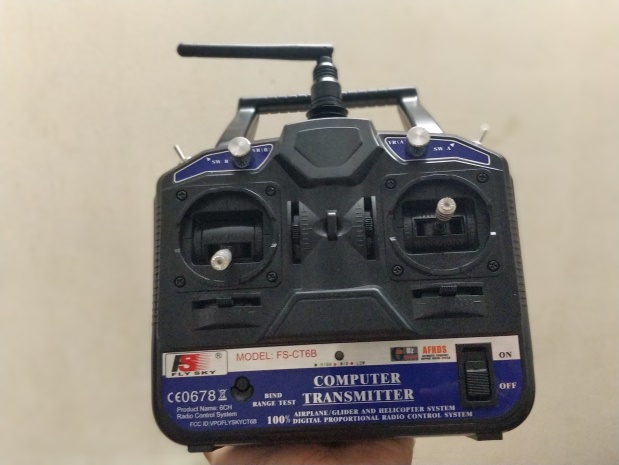 SW. B
VR(B)
VR(A)
SW. A
FS
FLY SKY
®
MODEL: FS-CT6B
AFHDS
ON
OFF
CE0678
BIND
RANGE TEST
COMPUTER
TRANSMITTER
Product Name: 6CH
Radio Control System
FCC ID:VPCFLYSKYCT6B
AIRPLANE/GLIDER AND HELICOPTER SYSTEM
100% DIGITAL PROPORTIONAL RADIO CONTROL SYSTEM